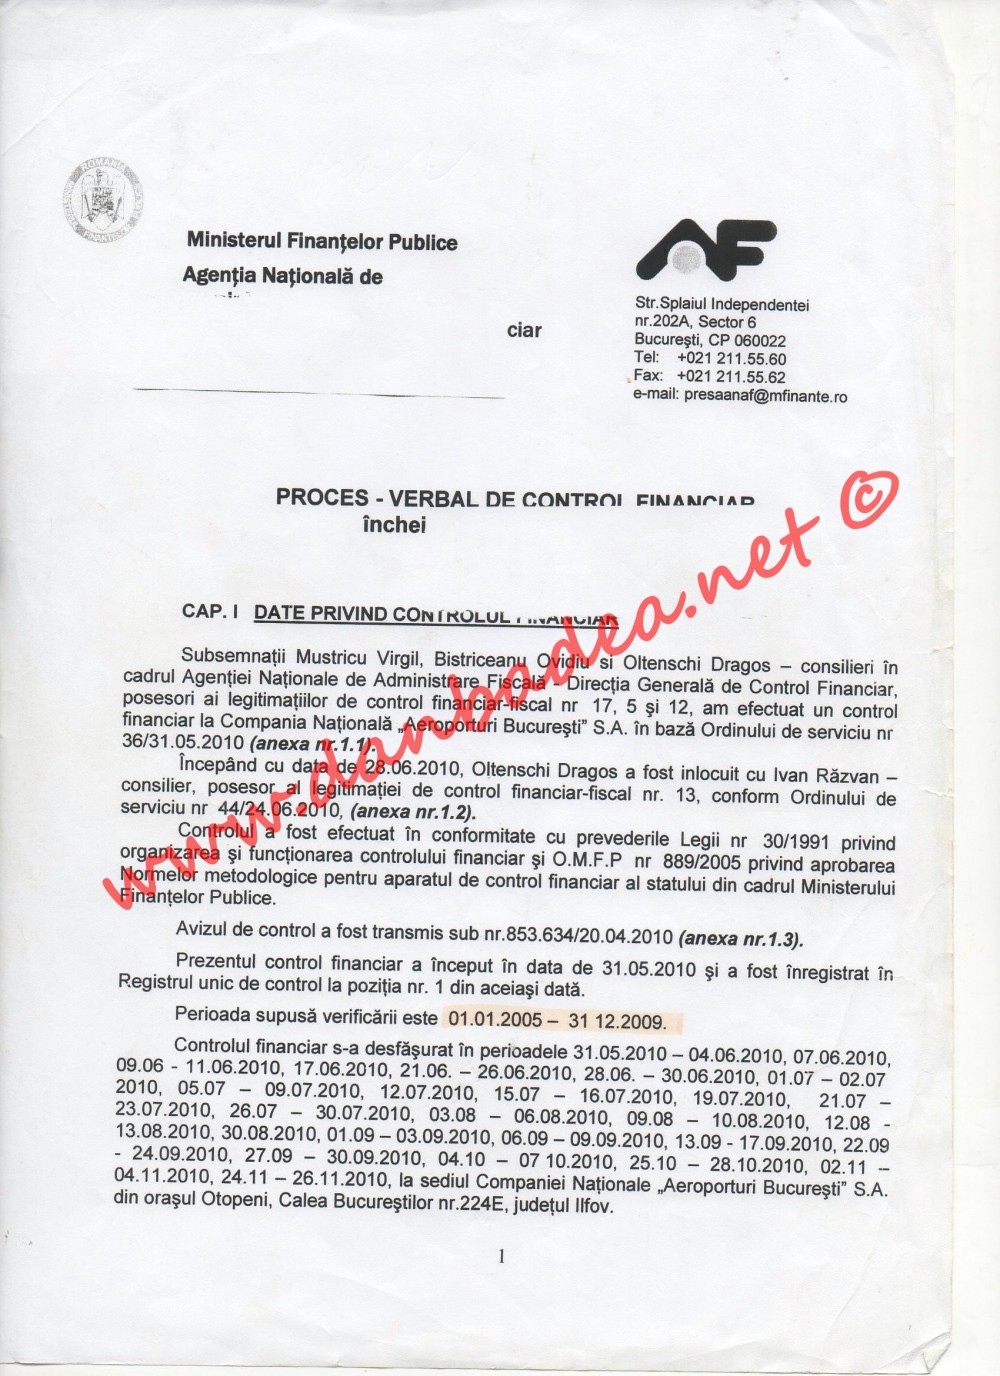 ROMANIA
FINANTELOR
Ministerul Finanţelor Publice
Agenţia Naţională de
ciar
AF
Str.Splaiul Independentei
nr.202A, Sector 6
Bucureşti, CP 060022
Tel: +021 211.55.60
Fax: +021 211.55.62
e-mail: presaanaf@mfinante.ro
PROCES - VERBAL DE CONTROL FINANCIAR
închei
CAP. I DATE PRIVIND CONTROLUL FINANCIAR
Subsemnaţii Mustricu Virgil, Bistriceanu Ovidiu si Oltenschi Dragos – consilieri în
cadrul Agenţiei Naţionale de Administrare Fiscală - Direcţia Generală de Control Financiar,
posesori ai legitimaţiilor de control financiar-fiscal nr 17, 5 şi 12, am efectuat un control
financiar la Compania Naţională „Aeroporturi Bucureşti” S.A. în bază Ordinului de serviciu nr
36/31.05.2010 (anexa nr.1.1).
Începând cu data de 28.06.2010, Oltenschi Dragos a fost inlocuit cu Ivan Răzvan –
consilier, posesor al legitimaţiei de control financiar-fiscal nr. 13, conform Ordinului de
serviciu nr 44/24.06.2010, (anexa nr.1.2).
Controlul a fost efectuat în conformitate cu prevederile Legii nr 30/1991 privind
organizarea şi funcţionarea controlului financiar şi O.M.F.P nr 889/2005 privind aprobarea
Normelor metodologice pentru aparatul de control financiar al statului din cadrul Ministerului
Finanţelor Publice.
Avizul de control a fost transmis sub nr.853.634/20.04.2010 (anexa nr.1.3).
Prezentul control financiar a început în data de 31.05.2010 şi a fost înregistrat în
Registrul unic de control la poziţia nr. 1 din aceiaşi dată.
Perioada supusă verificării este 01.01.2005 – 31 12.2009.
Controlul financiar s-a desfăşurat în perioadele 31.05.2010 – 04.06.2010, 07.06.2010,
09.06 - 11.06.2010, 17.06.2010, 21.06. – 26.06.2010, 28.06. – 30.06.2010, 01.07 – 02.07
2010, 05.07 – 09.07.2010, 12.07.2010, 15.07 – 16.07.2010, 19.07.2010, 21.07 –
23.07.2010, 26.07 – 30.07.2010, 03.08 – 06.08.2010, 09.08 – 10.08.2010, 12.08 -
13.08.2010, 30.08.2010, 01.09 – 03.09.2010, 06.09 – 09.09.2010, 13.09 - 17.09.2010, 22.09
- 24.09.2010, 27.09 – 30.09.2010, 04.10 – 07 10.2010, 25.10 – 28.10.2010, 02.11 –
04.11.2010, 24.11 – 26.11.2010, la sediul Companiei Naţionale „Aeroporturi Bucureşti” S.A.
din oraşul Otopeni, Calea Bucureştilor nr.224E, judeţul Ilfov.
1
www.danbadea.net ©